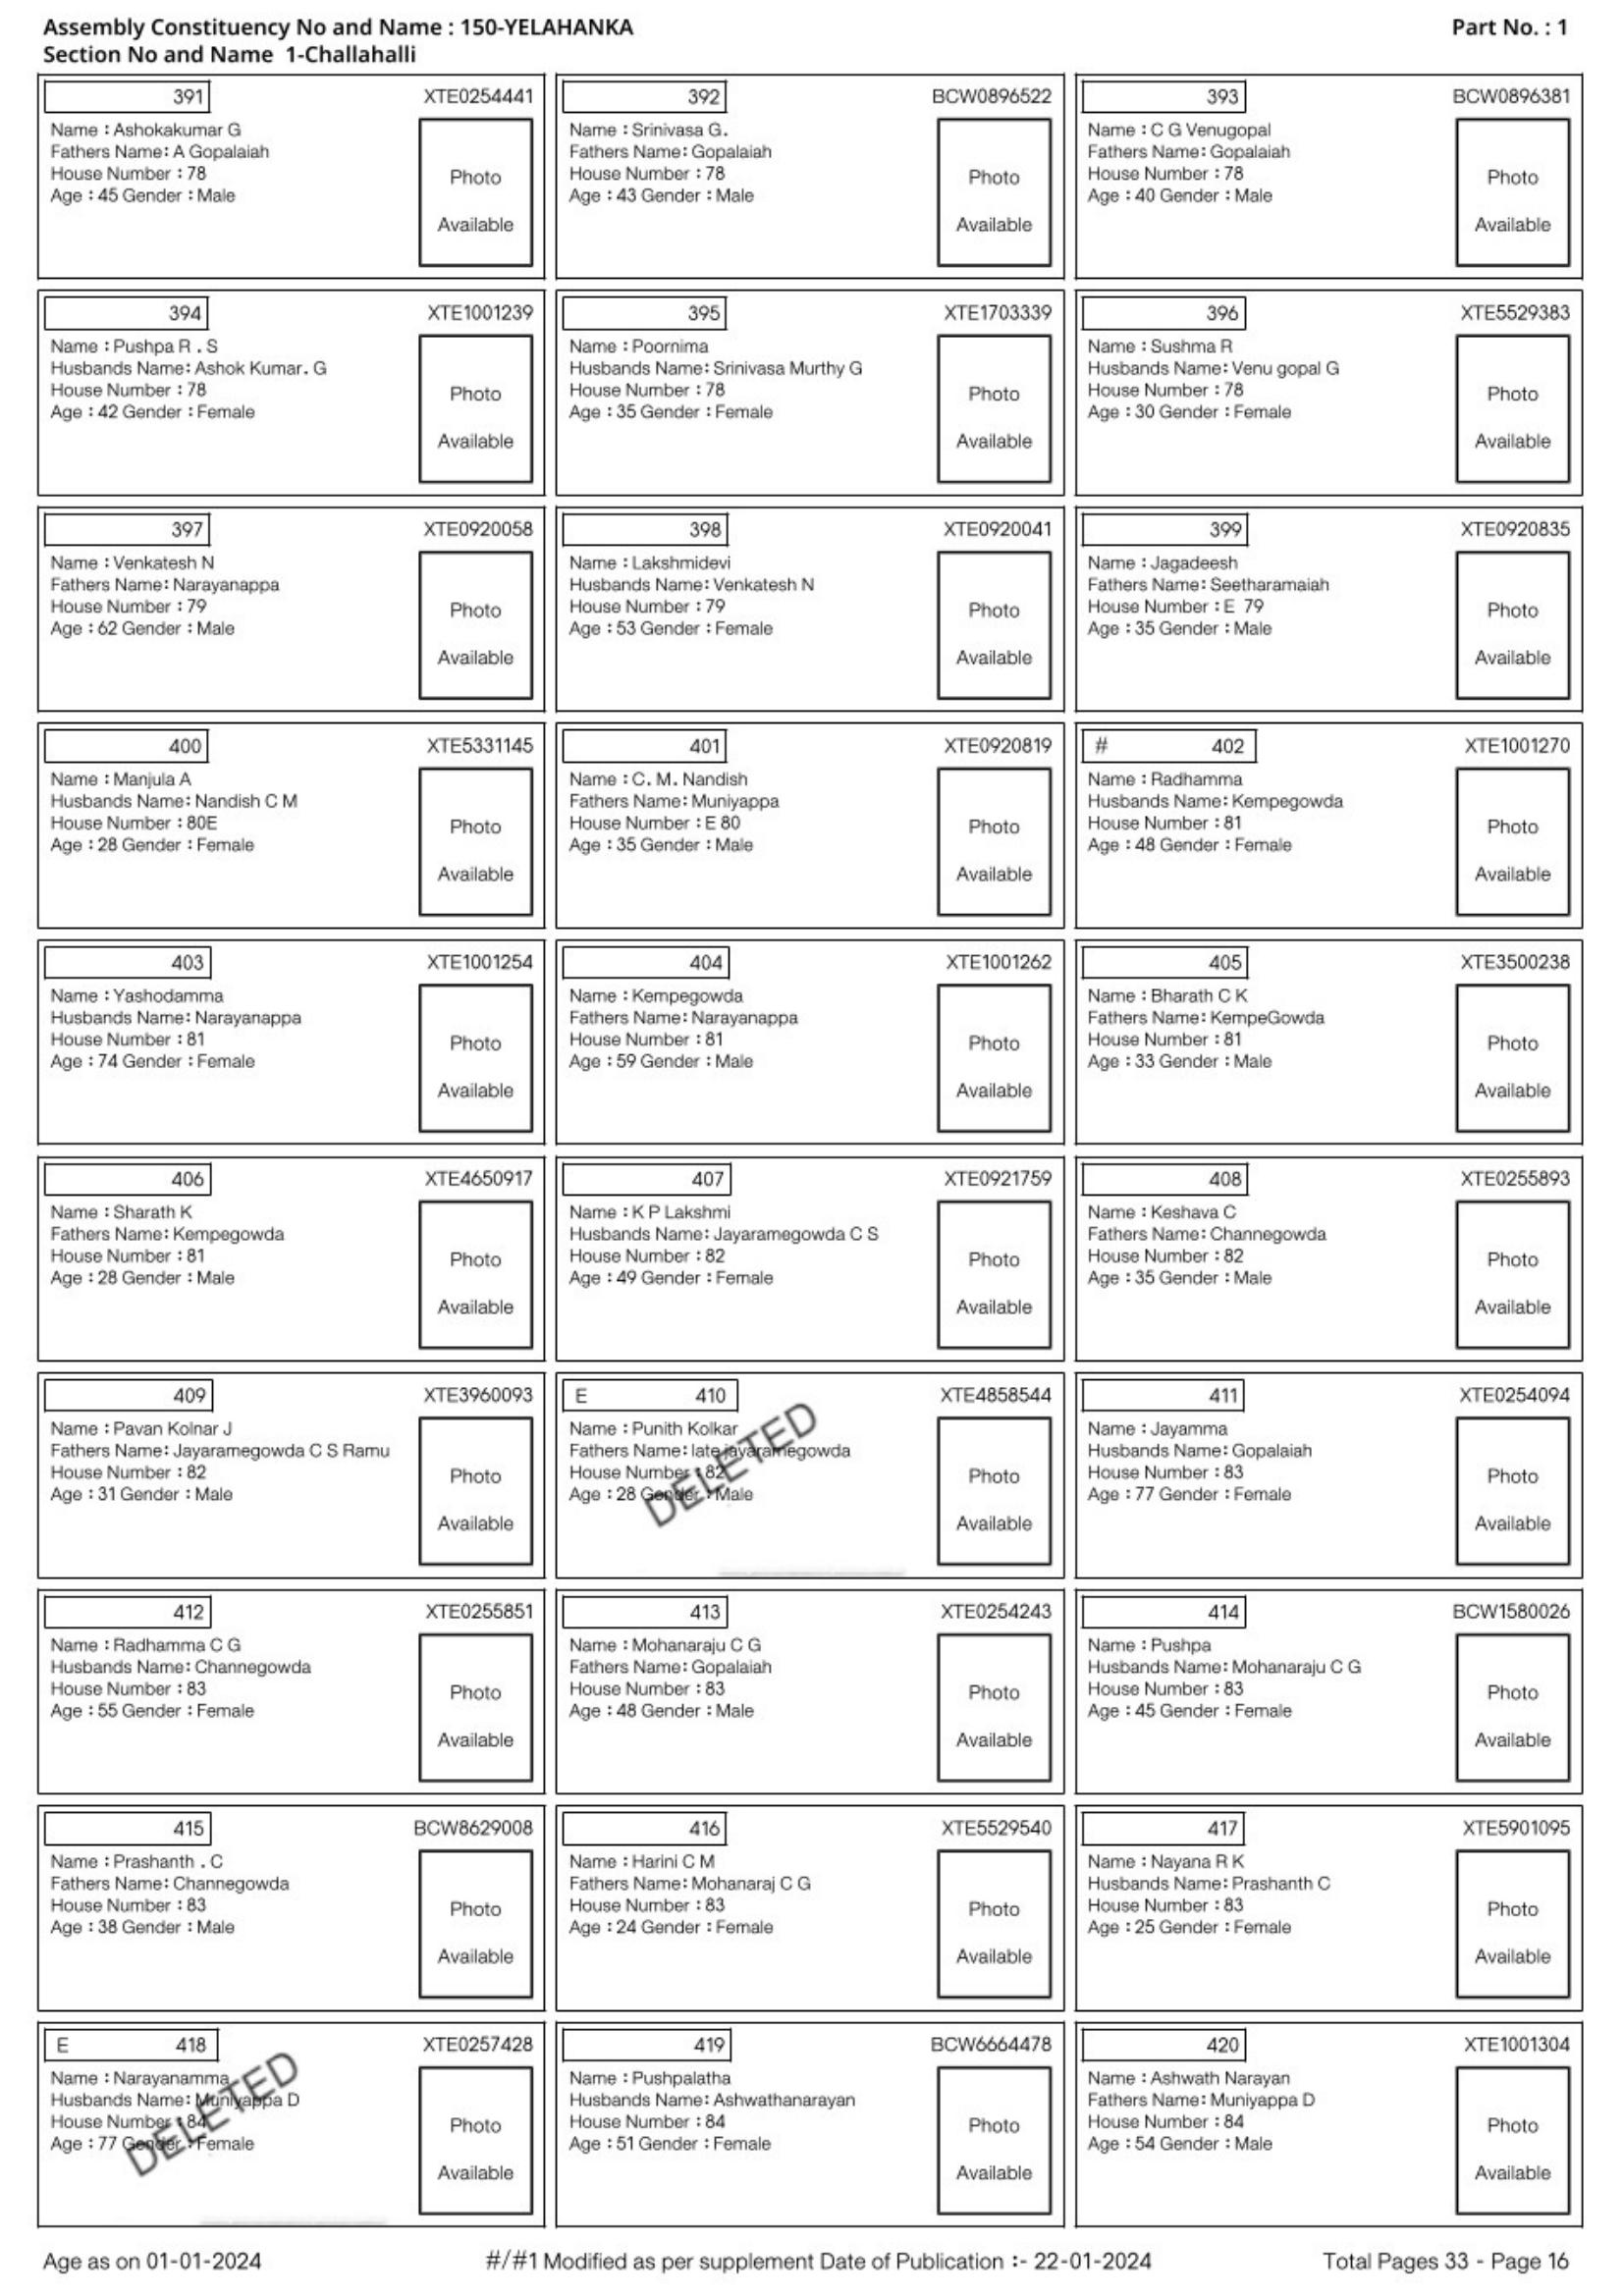 Assembly Constituency No and Name : 150-YELAHANKA
Part No. : 1
Section No and Name 1-Challahalli
391 XTE0254441
Name : Ashokakumar G
Fathers Name: A Gopalaiah
House Number : 78
Age : 45 Gender : Male
Photo
Available
392 BCW0896522
Name : Srinivasa G.
Fathers Name: Gopalaiah
House Number : 78
Age : 43 Gender : Male
Photo
Available
393 BCW0896381
Name : C G Venugopal
Fathers Name: Gopalaiah
House Number : 78
Age : 40 Gender : Male
Photo
Available
394 XTE1001239
Name : Pushpa R . S
Husbands Name: Ashok Kumar. G
House Number : 78
Age : 42 Gender : Female
Photo
Available
395 XTE1703339
Name : Poornima
Husbands Name: Srinivasa Murthy G
House Number : 78
Age : 35 Gender : Female
Photo
Available
396 XTE5529383
Name : Sushma R
Husbands Name: Venu gopal G
House Number : 78
Age : 30 Gender : Female
Photo
Available
397 XTE0920058
Name : Venkatesh N
Fathers Name: Narayanappa
House Number : 79
Age : 62 Gender : Male
Photo
Available
398 XTE0920041
Name : Lakshmidevi
Husbands Name: Venkatesh N
House Number : 79
Age : 53 Gender : Female
Photo
Available
399 XTE0920835
Name : Jagadeesh
Fathers Name: Seetharamaiah
House Number : E 79
Age : 35 Gender : Male
Photo
Available
400 XTE5331145
Name : Manjula A
Husbands Name: Nandish C M
House Number : 80E
Age : 28 Gender : Female
Photo
Available
401 XTE0920819
Name : C. M. Nandish
Fathers Name: Muniyappa
House Number : E 80
Age : 35 Gender : Male
Photo
Available
# 402 XTE1001270
Name : Radhamma
Husbands Name: Kempegowda
House Number : 81
Age : 48 Gender : Female
Photo
Available
403 XTE1001254
Name : Yashodamma
Husbands Name: Narayanappa
House Number : 81
Age : 74 Gender : Female
Photo
Available
404 XTE1001262
Name : Kempegowda
Fathers Name: Narayanappa
House Number : 81
Age : 59 Gender : Male
Photo
Available
405 XTE3500238
Name : Bharath C K
Fathers Name: KempeGowda
House Number : 81
Age : 33 Gender : Male
Photo
Available
406 XTE4650917
Name : Sharath K
Fathers Name: Kempegowda
House Number : 81
Age : 28 Gender : Male
Photo
Available
407 XTE0921759
Name : K P Lakshmi
Husbands Name: Jayaramegowda C S
House Number : 82
Age : 49 Gender : Female
Photo
Available
408 XTE0255893
Name : Keshava C
Fathers Name: Channegowda
House Number : 82
Age : 35 Gender : Male
Photo
Available
409 XTE3960093
Name : Pavan Kolnar J
Fathers Name: Jayaramegowda C S Ramu
House Number : 82
Age : 31 Gender : Male
Photo
Available
E 410 XTE4858544
Name : Punith Kolkar
Fathers Name: late jayaramegowda
House Number : 82
Age : 28 Gender : Male
DELETED
Photo
Available
411 XTE0254094
Name : Jayamma
Husbands Name: Gopalaiah
House Number : 83
Age : 77 Gender : Female
Photo
Available
412 XTE0255851
Name : Radhamma C G
Husbands Name: Channegowda
House Number : 83
Age : 55 Gender : Female
Photo
Available
413 XTE0254243
Name : Mohanaraju C G
Fathers Name: Gopalaiah
House Number : 83
Age : 48 Gender : Male
Photo
Available
414 BCW1580026
Name : Pushpa
Husbands Name: Mohanaraju C G
House Number : 83
Age : 45 Gender : Female
Photo
Available
415 BCW8629008
Name : Prashanth . C
Fathers Name: Channegowda
House Number : 83
Age : 38 Gender : Male
Photo
Available
416 XTE5529540
Name : Harini C M
Fathers Name: Mohanaraj C G
House Number : 83
Age : 24 Gender : Female
Photo
Available
417 XTE5901095
Name : Nayana R K
Husbands Name: Prashanth C
House Number : 83
Age : 25 Gender : Female
Photo
Available
E 418 XTE0257428
Name : Narayanamma
Husbands Name: Muniyappa D
House Number : 84
Age : 77 Gender : Female
DELETED
Photo
Available
419 BCW6664478
Name : Pushpalatha
Husbands Name: Ashwathanarayan
House Number : 84
Age : 51 Gender : Female
Photo
Available
420 XTE1001304
Name : Ashwath Narayan
Fathers Name: Muniyappa D
House Number : 84
Age : 54 Gender : Male
Photo
Available
Age as on 01-01-2024
#/#1 Modified as per supplement Date of Publication :- 22-01-2024
Total Pages 33 - Page 16